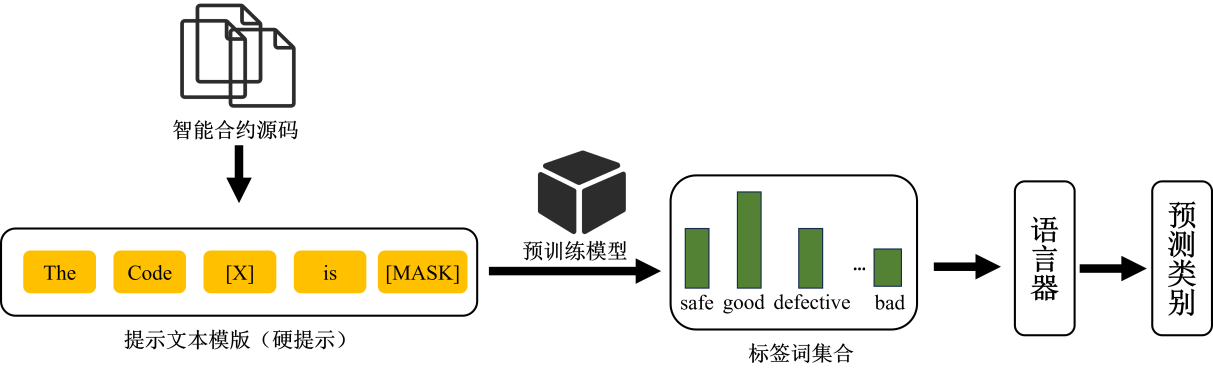 智能合约源码
The Code [X] is [MASK]
提示文本模版（硬提示）
预训练模型
safe good defective ... bad
标签词集合
语言器
预测类别